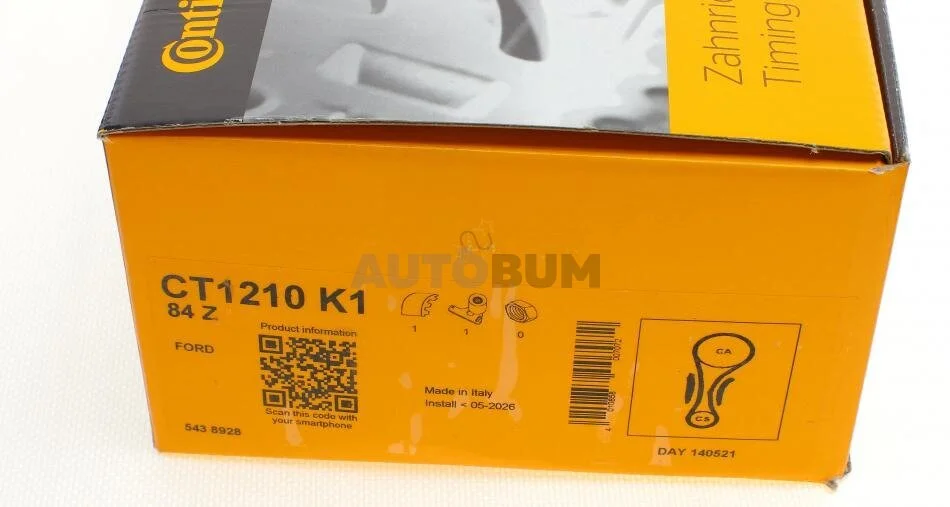 Conti
Zahnri
Timing
AUTOBUM
CT1210 K1
84 Z
1
1
0
Product information
FORD
Scan this code with
your smartphone
543 8928
Made in Italy
Install < 05-2026
CA
CS
DAY 140521